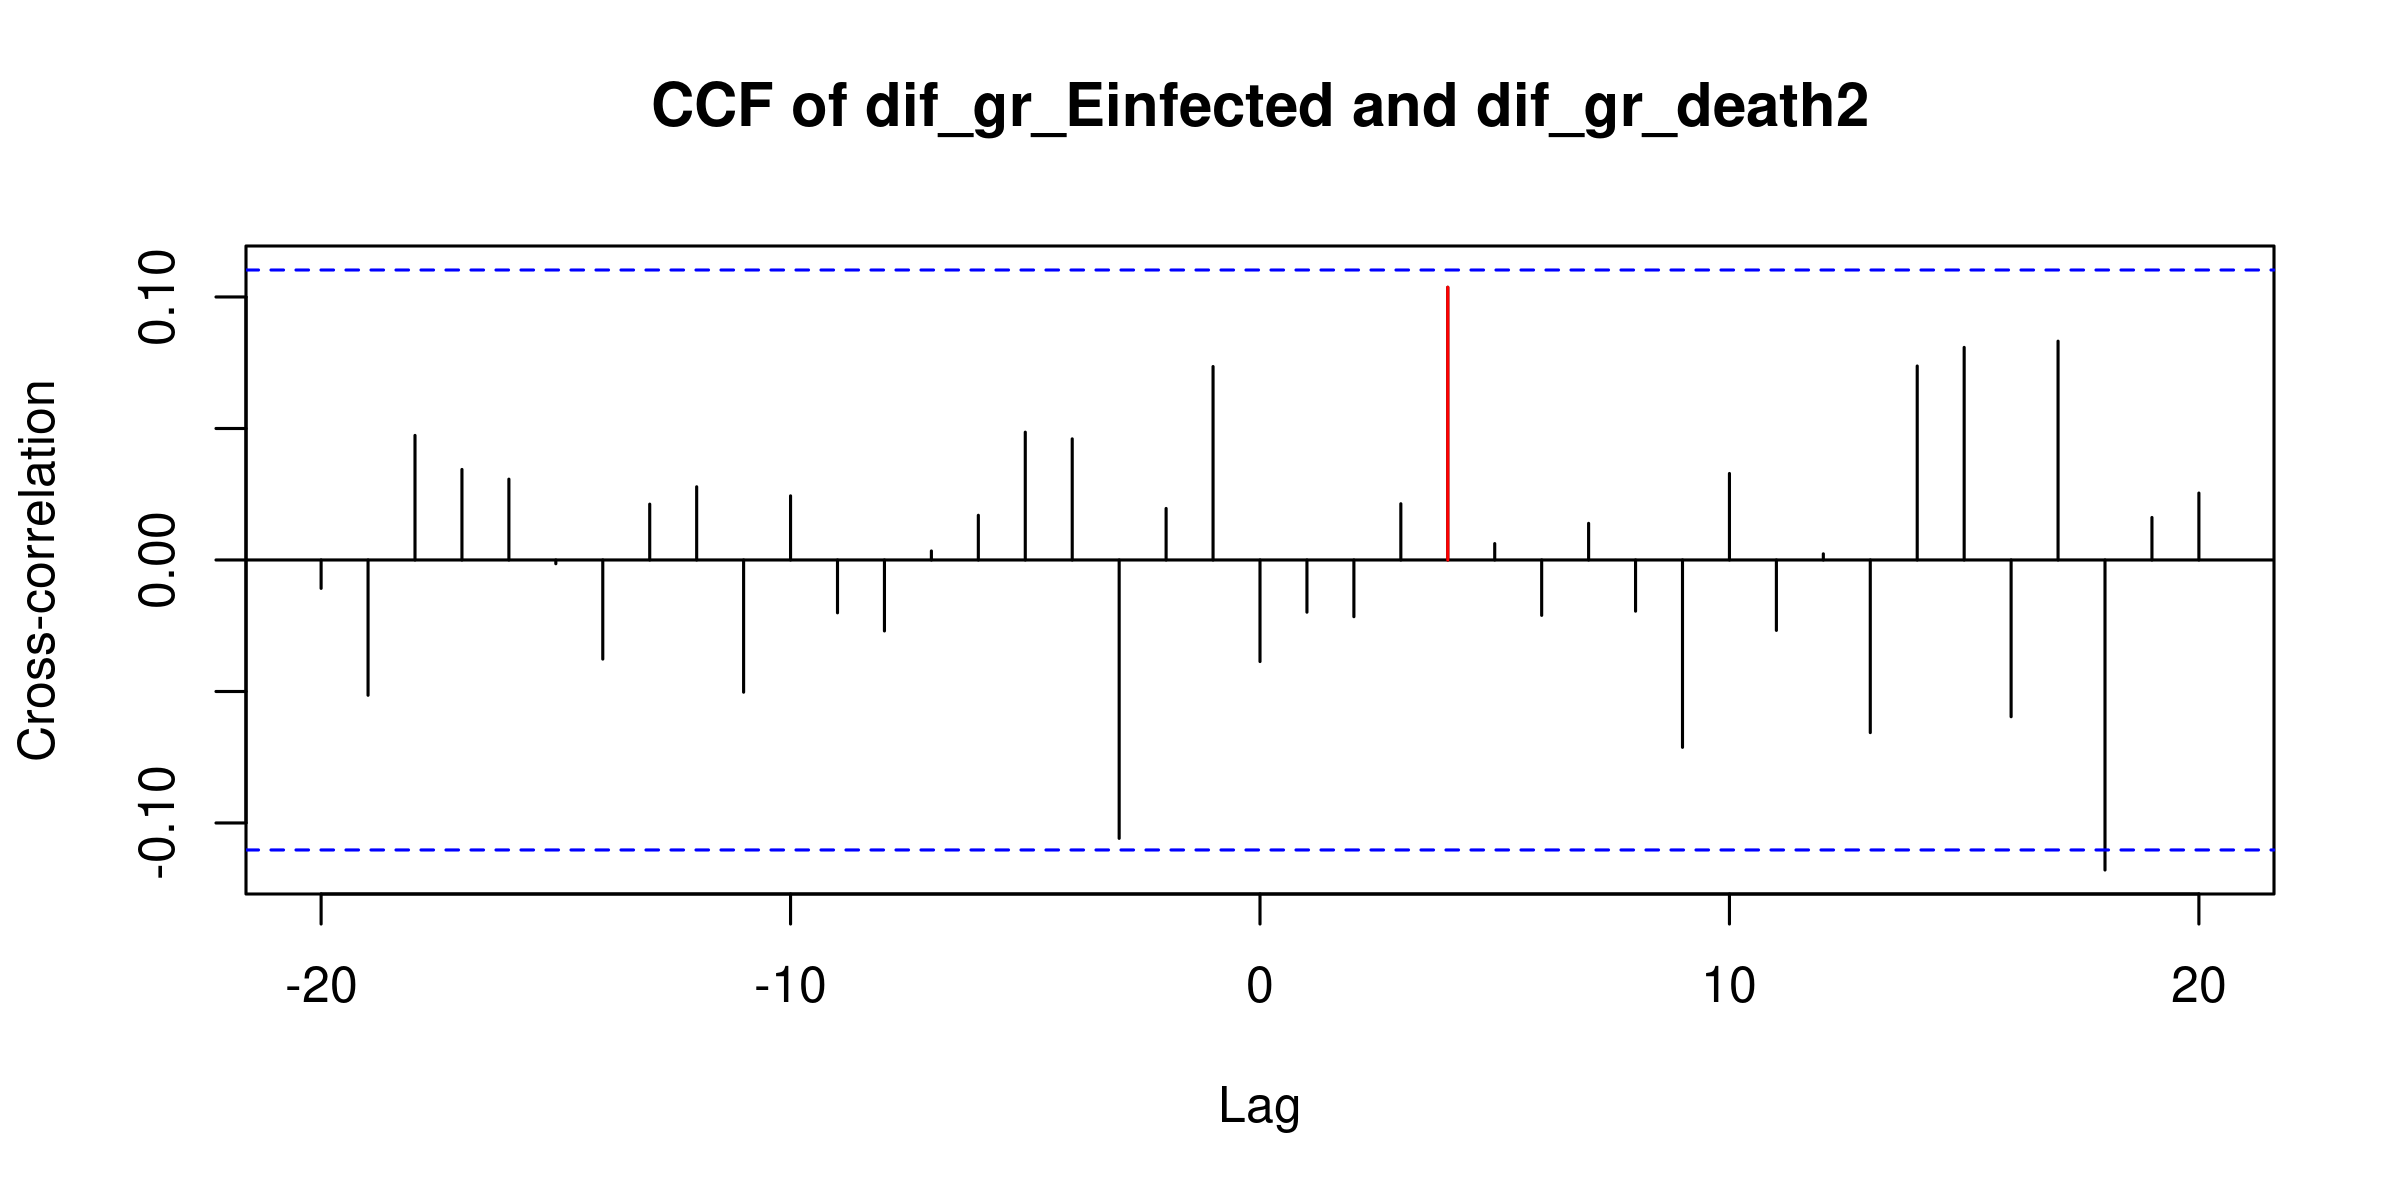 CCF of dif_gr_Einfected and dif_gr_death2
Cross-correlation
0.10
0.00
-0.10
-20 -10 0 10 20
Lag